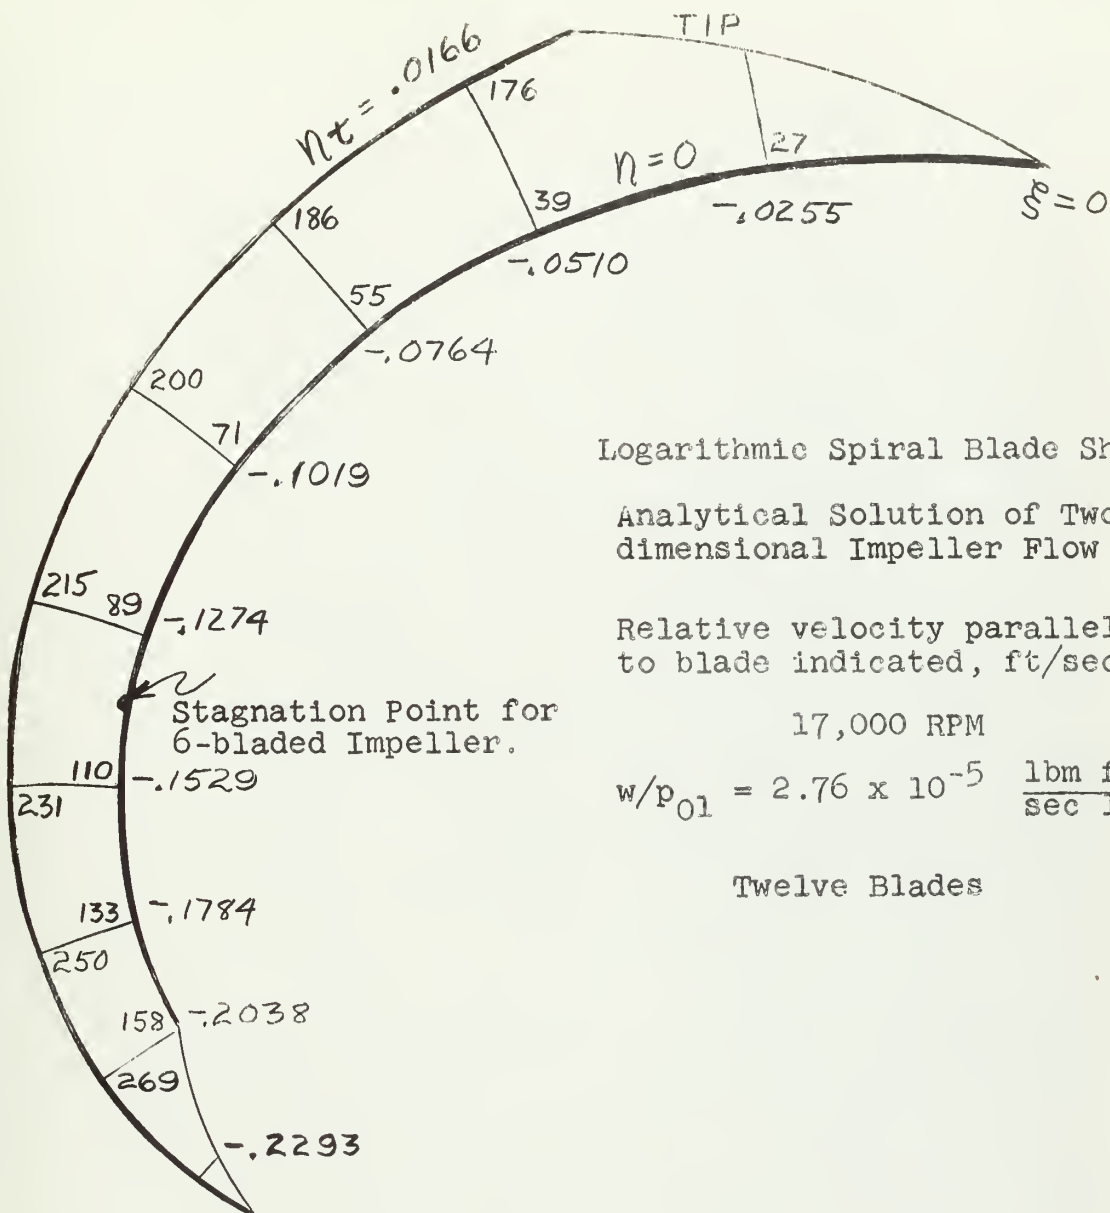 TIP
ηt = .0166
176
η=0
27
ξ=0
39
-.0255
186
-.0510
55
-.0764
200
71
-.1019
Logarithmic Spiral Blade Sh
Analytical Solution of Two
dimensional Impeller Flow
215
89
-.1274
Relative velocity parallel
to blade indicated, ft/sec
Stagnation Point for
6-bladed Impeller.
17,000 RPM
110
-.1529
231
w/p01 = 2.76 x 10-5 lbm f
sec l
Twelve Blades
133
-.1784
250
158
-.2038
269
-.2293